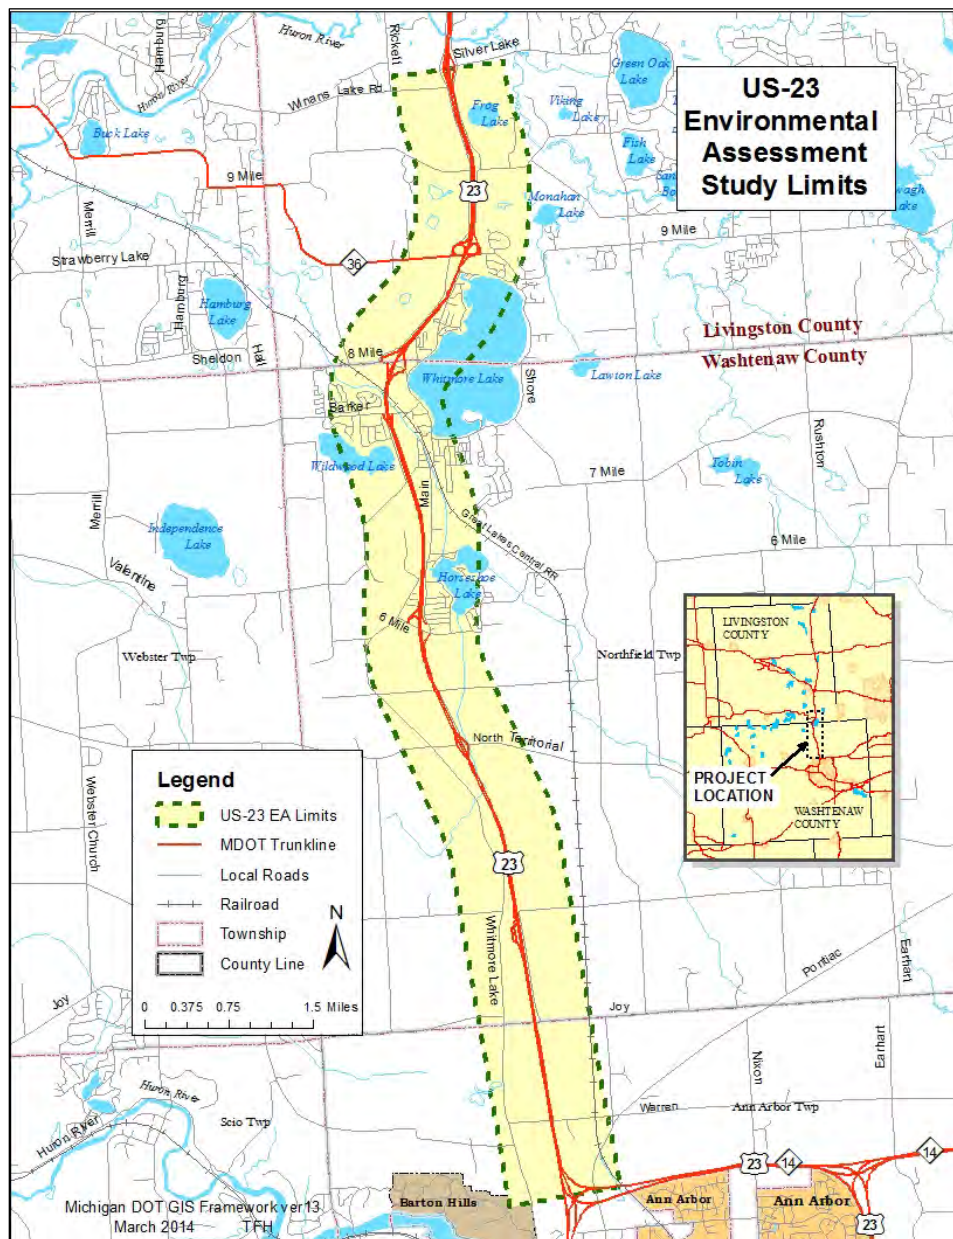 US-23
Environmental
Assessment
Study Limits
Hamburg
Huron River
Huron River
Rickett
Silver Lake
Winans Lake Rd
Frog
Lake
Viking
Lake
Green Oak
Lake
Fish
Lake
Buck Lake
9 Mile
23
Monahan
Lake
Lake
Merrill
Strawberry Lake
36
9 Mile
Hamburg
Hamburg
Lake
Sheldon
Hall
8 Mile
Livingston County
Washtenaw County
Whitmore Lake
Shore
Lawton Lake
Barker
Wildwood Lake
Main
7 Mile
Tobin
Lake
Rushton
Merrill
Independence
Lake
Great Lakes Central RR
6 Mile
Valentine
Horseshoe
Lake
6 Mile
Webster Twp
Northfield Twp
LIVINGSTON
COUNTY
PROJECT
LOCATION
WASHTENAW
COUNTY
North Territorial
Legend
US-23 EA Limits
MDOT Trunkline
Local Roads
Railroad
Township
County Line
N
0 0.375 0.75 1.5 Miles
Webster Church
23
Whitmore Lake
Pontiac
Earhart
Joy
Joy
Nixon
Earhart
Huron River
Huron River
Scio Twp
Warren
Ann Arbor Twp
23
14
14
Barton Hills
Ann Arbor
Ann Arbor
23
Michigan DOT GIS Framework ver13
March 2014 TFH